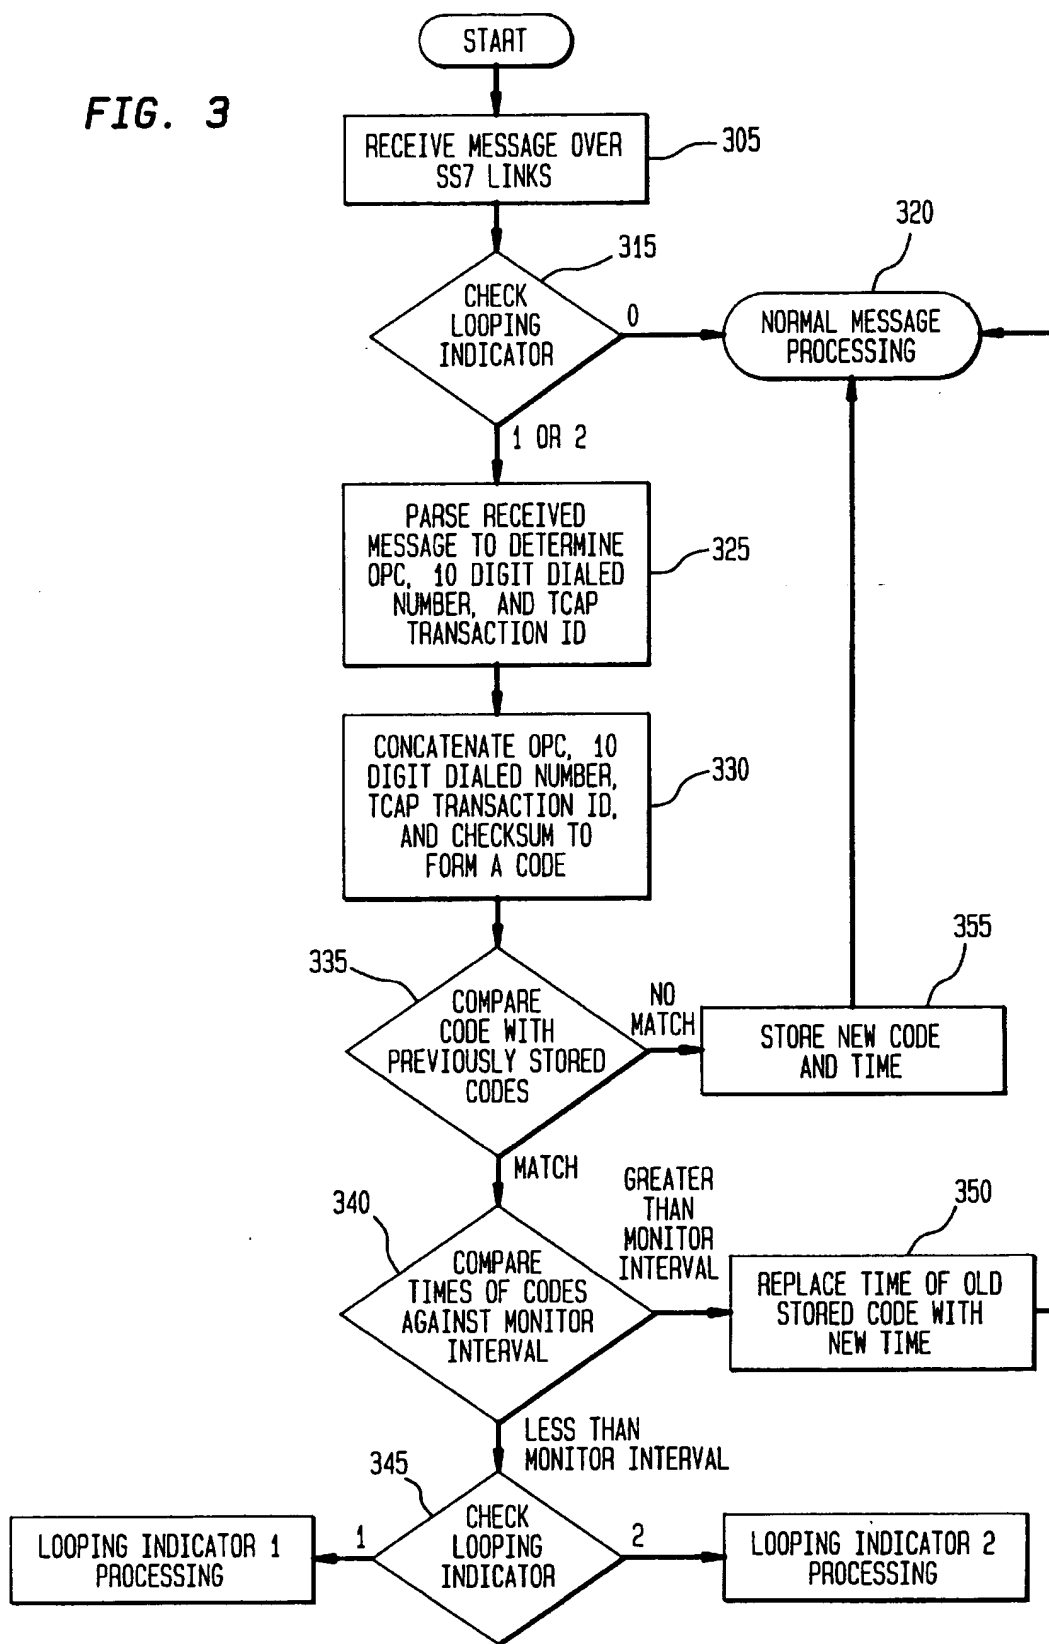 START
FIG. 3
RECEIVE MESSAGE OVER
SS7 LINKS
305
315
320
CHECK
LOOPING
INDICATOR
0
NORMAL MESSAGE
PROCESSING
1 OR 2
PARSE RECEIVED
MESSAGE TO DETERMINE
OPC, 10 DIGIT DIALED
NUMBER, AND TCAP
TRANSACTION ID
325
CONCATENATE OPC, 10
DIGIT DIALED NUMBER,
TCAP TRANSACTION ID,
AND CHECKSUM TO
FORM A CODE
330
335
COMPARE
CODE WITH
PREVIOUSLY STORED
CODES
NO
MATCH
355
STORE NEW CODE
AND TIME
MATCH
340
COMPARE
TIMES OF CODES
AGAINST MONITOR
INTERVAL
GREATER
THAN
MONITOR
INTERVAL
350
REPLACE TIME OF OLD
STORED CODE WITH
NEW TIME
LESS THAN
MONITOR INTERVAL
345
CHECK
LOOPING
INDICATOR
1
2
LOOPING INDICATOR 1
PROCESSING
LOOPING INDICATOR 2
PROCESSING